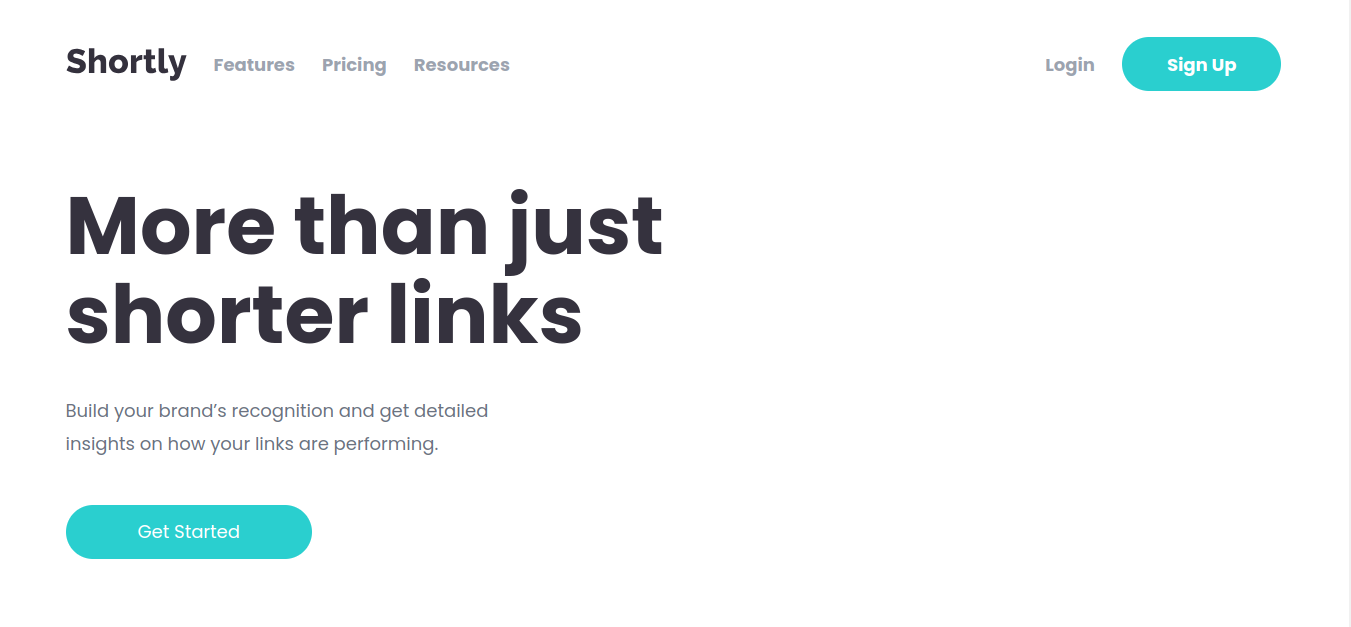 Shortly Features Pricing Resources Login Sign Up
More than just
shorter links
Build your brand’s recognition and get detailed
insights on how your links are performing.
Get Started